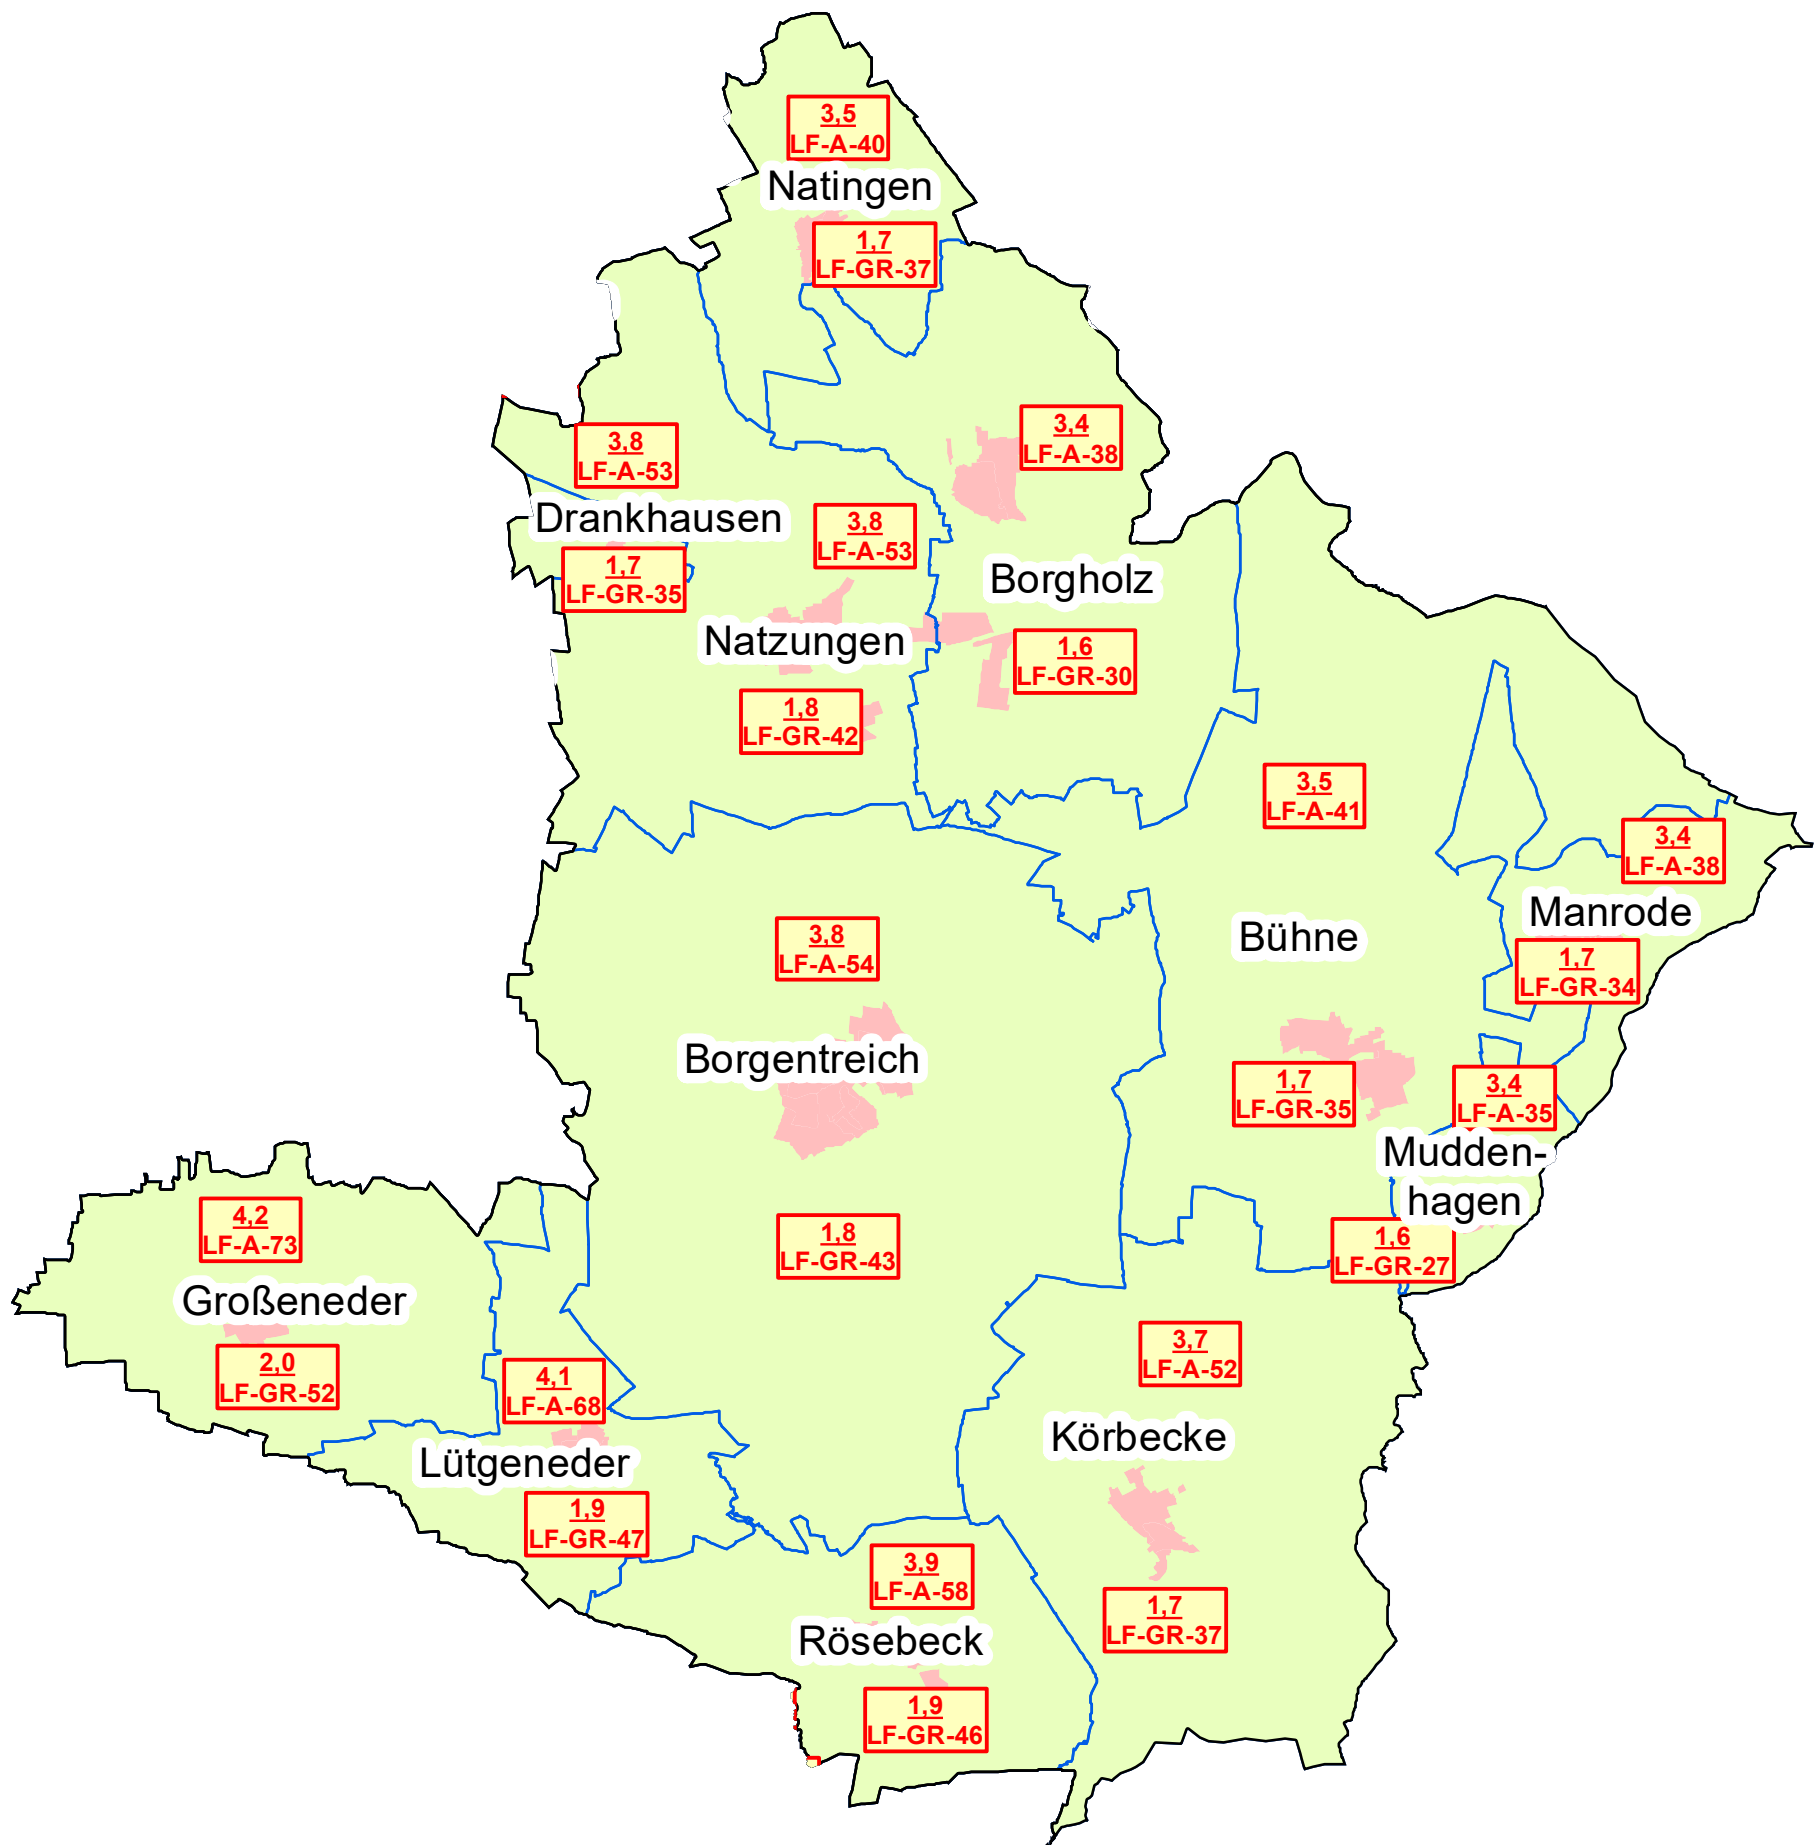 3,5
LF-A-40
Natingen
1,7
LF-GR-37
3,4
LF-A-38
3,8
LF-A-53
Drankhausen
3,8
LF-A-53
1,7
LF-GR-35
Borgholz
Natzungen
1,6
LF-GR-30
1,8
LF-GR-42
3,5
LF-A-41
3,4
LF-A-38
Manrode
Bühne
3,8
LF-A-54
1,7
LF-GR-34
Borgentreich
1,7
LF-GR-35
3,4
LF-A-35
Mudden-
hagen
4,2
LF-A-73
1,8
LF-GR-43
1,6
LF-GR-27
Großeneder
3,7
LF-A-52
2,0
LF-GR-52
4,1
LF-A-68
Körbecke
Lütgeneder
1,9
LF-GR-47
3,9
LF-A-58
1,7
LF-GR-37
Rösebeck
1,9
LF-GR-46